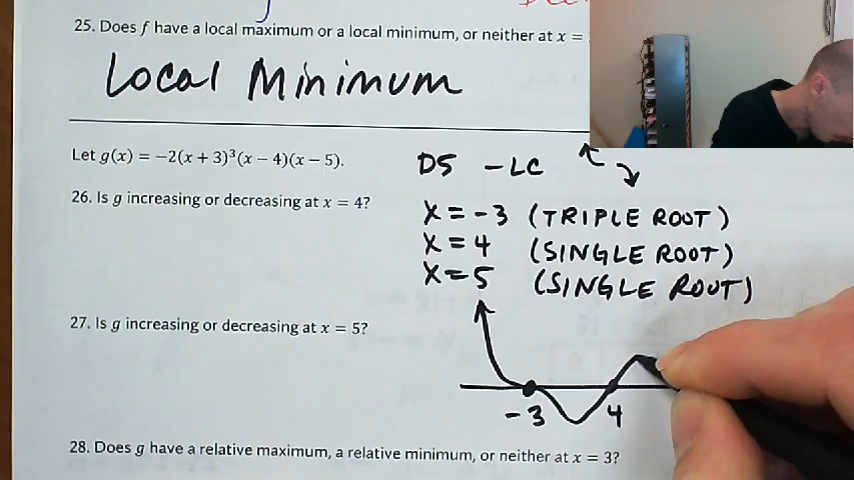 25. Does f have a local maximum or a local minimum, or neither at x =
Local Minimum
Let g(x) = −2(x + 3)³(x − 4)(x − 5).
D5 −LC
26. Is g increasing or decreasing at x = 4?
X = −3 (TRIPLE ROOT)
X = 4 (SINGLE ROOT)
X = 5 (SINGLE ROOT)
27. Is g increasing or decreasing at x = 5?
−3 4
28. Does g have a relative maximum, a relative minimum, or neither at x = 3?